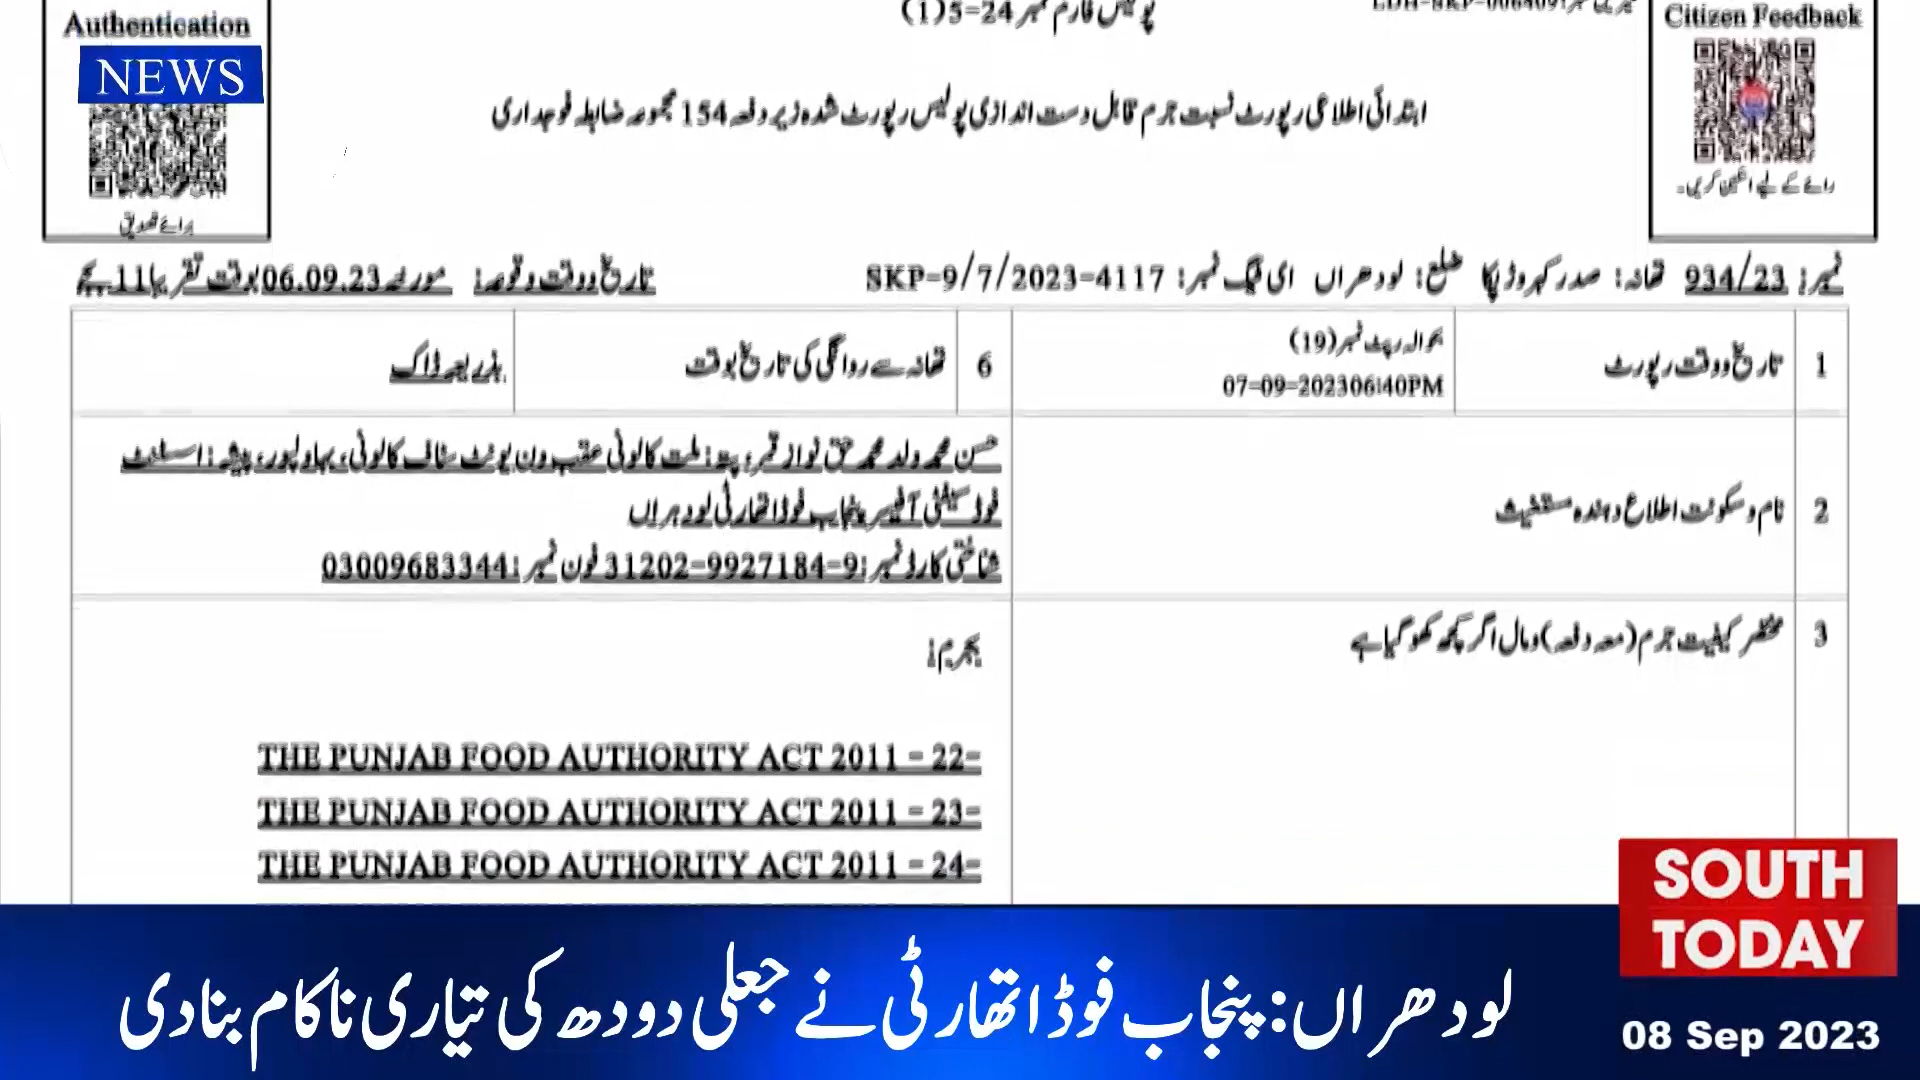 Authentication
NEWS
برائے تصدیق
پولیس فارم نمبر 24-5(1)
Citizen Feedback
رائے کے لیے سکین کریں۔
ابتدائی اطلاعی رپورٹ نسبت جرم قابل دست اندازی پولیس رپورٹ شدہ زیر دفعہ 154 مجموعہ ضابطہ فوجداری
نمبر: 934/23 تھانہ: صدر کہروڑ پکا ضلع: لودھراں ای ٹیگ نمبر: SKP-9/7/2023-4117 تاریخ و وقت وقوعہ: مورخہ 06.09.23 بوقت تقریبا 11 بجے
1 تاریخ و وقت رپورٹ بحوالہ رپٹ نمبر (19)
07-09-202306:40PM
6 تھانہ سے روانگی کی تاریخ بوقت بذریعہ ڈاک
2 نام و سکونت اطلاع دہندہ مستغیث
حسن محمد ولد محمد حق نواز قمر، پتہ: ملت کالونی عقب ون یونٹ سٹاف کالونی، بہاولپور، پیشہ: اسسٹنٹ
فوڈ سیفٹی آفیسر پنجاب فوڈ اتھارٹی لودہراں
شناختی کارڈ نمبر: 31202-9927184-9 فون نمبر: 03009683344
3 مختصر کیفیت جرم (معہ دفعہ) و مال اگر کچھ کھو گیا ہے
بجرم:
THE PUNJAB FOOD AUTHORITY ACT 2011 - 22-
THE PUNJAB FOOD AUTHORITY ACT 2011 - 23-
THE PUNJAB FOOD AUTHORITY ACT 2011 - 24-
SOUTH
TODAY
لودھراں: پنجاب فوڈ اتھارٹی نے جعلی دودھ کی تیاری ناکام بنا دی
08 Sep 2023